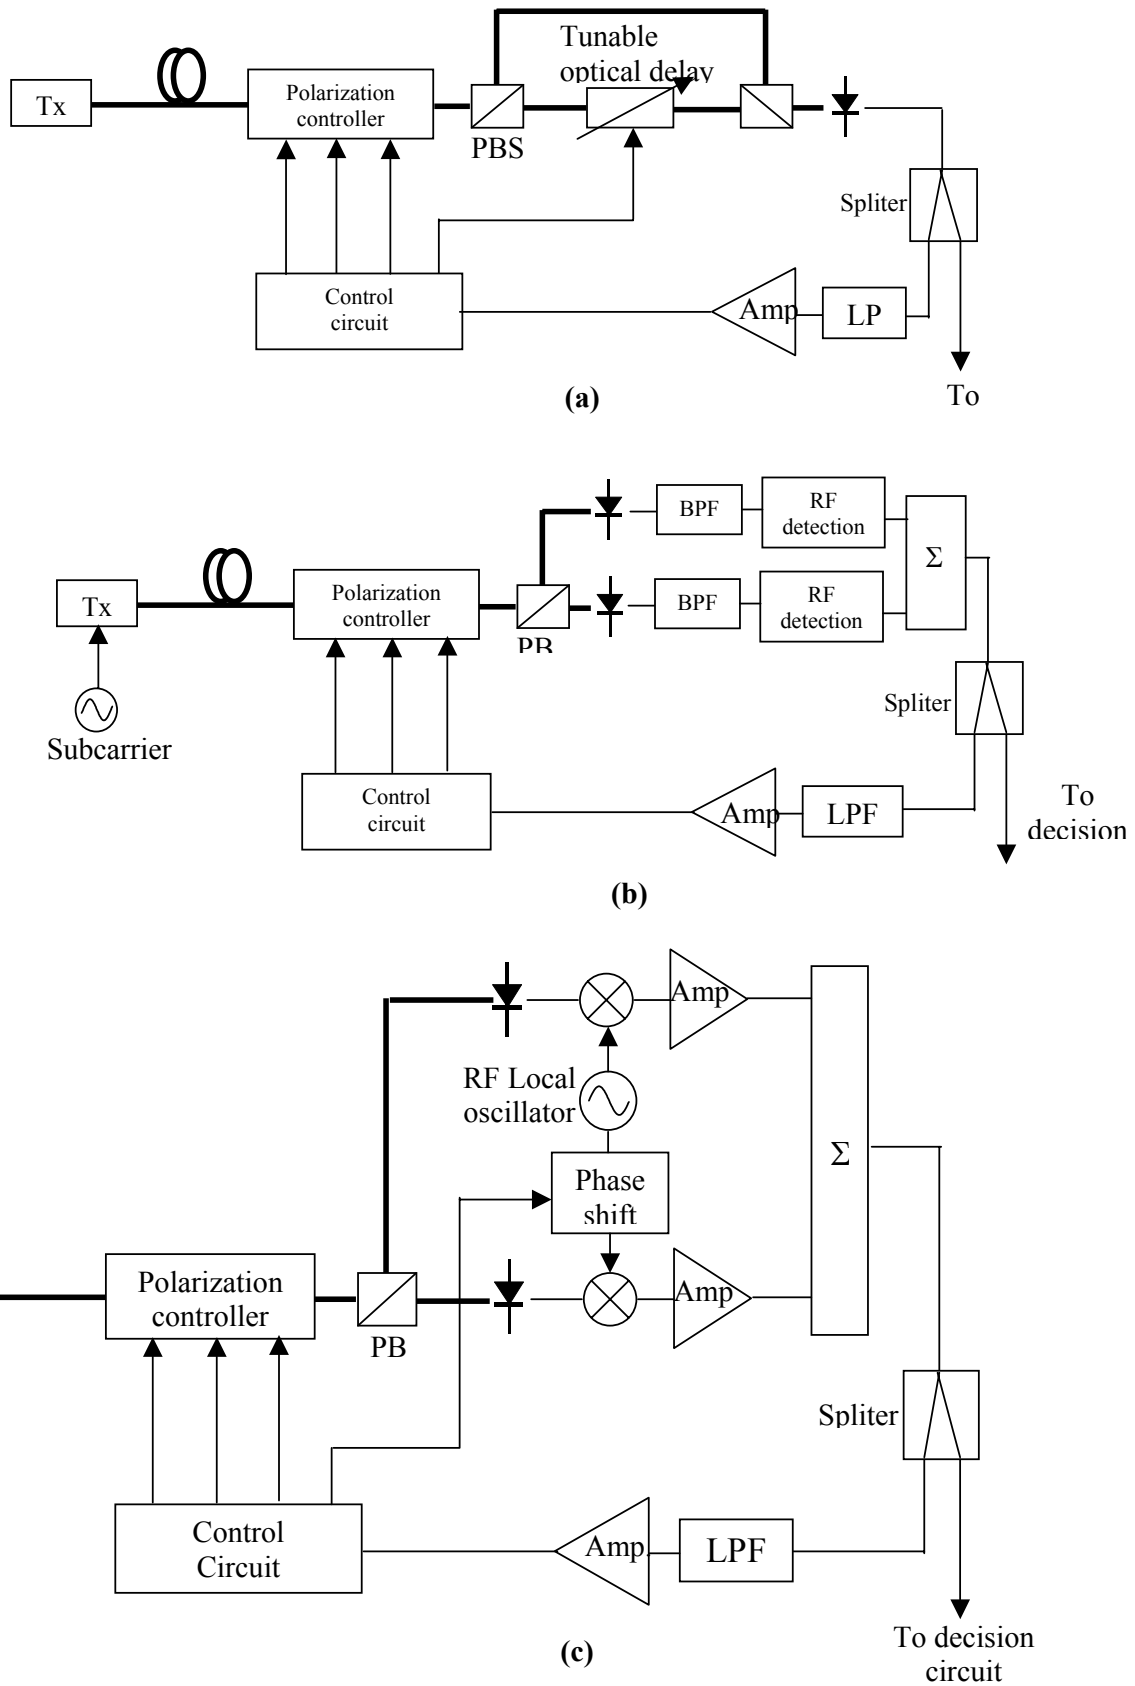 Tunable
optical delay
Tx
Polarization
controller
PBS
Spliter
Control
circuit
Amp
LP
To
(a)
BPF
RF
detection
Σ
Tx
Polarization
controller
BPF
RF
detection
PB
Spliter
Subcarrier
Control
circuit
Amp
LPF
To
decision
(b)
Amp
RF Local
oscillator
Σ
Phase
shift
Polarization
controller
Amp
PB
Spliter
Control
Circuit
Amp
LPF
To decision
circuit
(c)